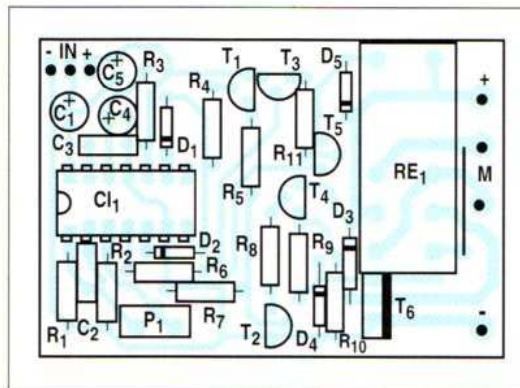 - IN +
C5
R3
T1
T3
D5
R4
C1
C4
C3
D1
R11
T5
R5
CI1
RE1
+
M
T4
D2
R2
R6
R8
R9
D3
R1
C2
P1
R7
T2
D4
R10
T6
-